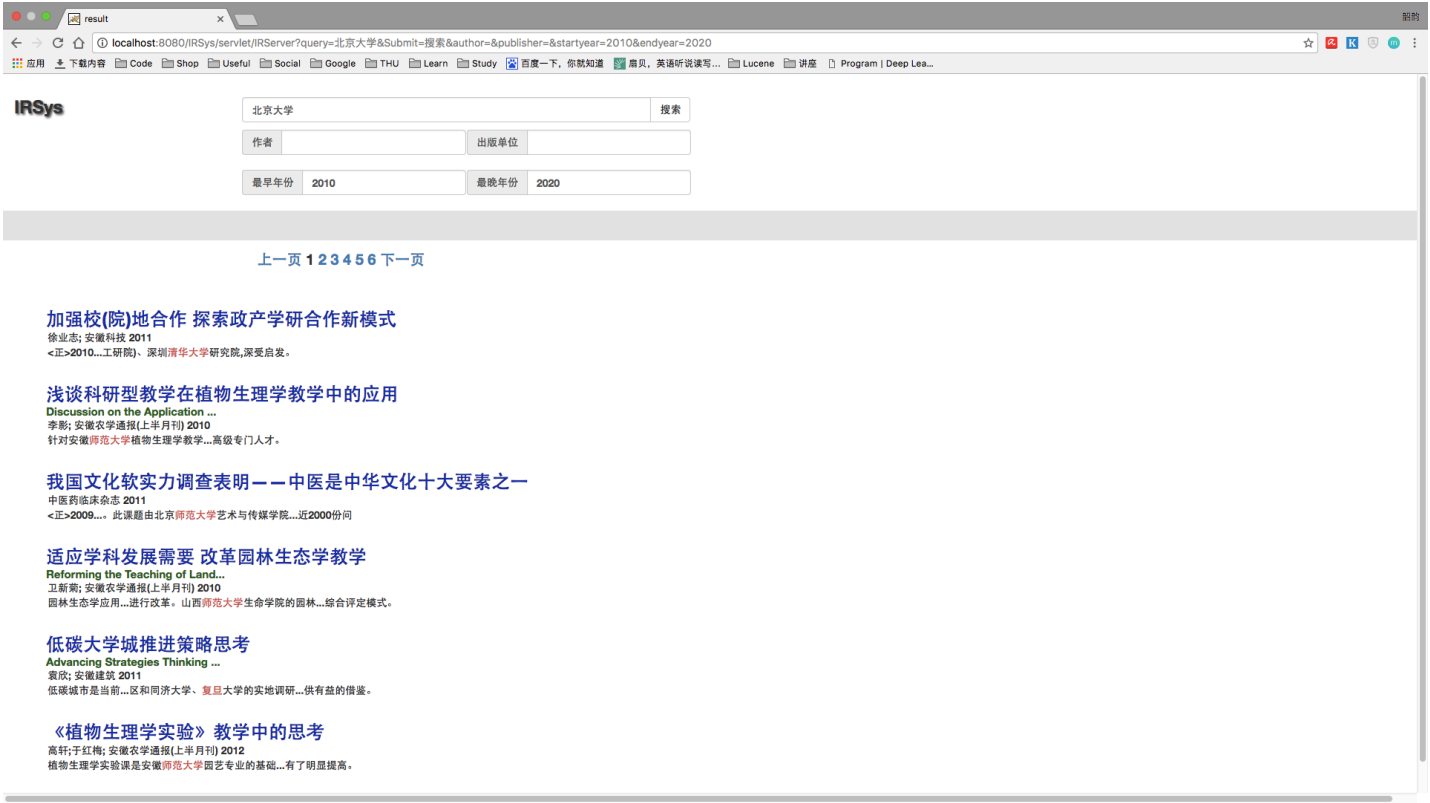 result
韶昀
localhost:8080/IRSys/servlet/IRServer?query=北京大学&Submit=搜索&author=&publisher=&startyear=2010&endyear=2020
应用 下载内容 Code Shop Useful Social Google THU Learn Study 百度一下，你就知道 扇贝，英语听说读写... Lucene 讲座 Program | Deep Lea...
IRSys 北京大学 搜索
作者 出版单位
最早年份 2010 最晚年份 2020
上一页 1 2 3 4 5 6 下一页
加强校(院)地合作 探索政产学研合作新模式
徐业志; 安徽科技 2011
<正>2010...工研院)、深圳清华大学研究院,深受启发。
浅谈科研型教学在植物生理学教学中的应用
Discussion on the Application ...
李影; 安徽农学通报(上半月刊) 2010
针对安徽师范大学植物生理学教学...高级专门人才。
我国文化软实力调查表明——中医是中华文化十大要素之一
中医药临床杂志 2011
<正>2009...。此课题由北京师范大学艺术与传媒学院...近2000份问
适应学科发展需要 改革园林生态学教学
Reforming the Teaching of Land...
卫新菊; 安徽农学通报(上半月刊) 2010
园林生态学应用...进行改革。山西师范大学生命学院的园林...综合评定模式。
低碳大学城推进策略思考
Advancing Strategies Thinking ...
袁欣; 安徽建筑 2011
低碳城市是当前...区和同济大学、复旦大学的实地调研...供有益的借鉴。
《植物生理学实验》教学中的思考
高轩;于红梅; 安徽农学通报(上半月刊) 2012
植物生理学实验课是安徽师范大学园艺专业的基础...有了明显提高。